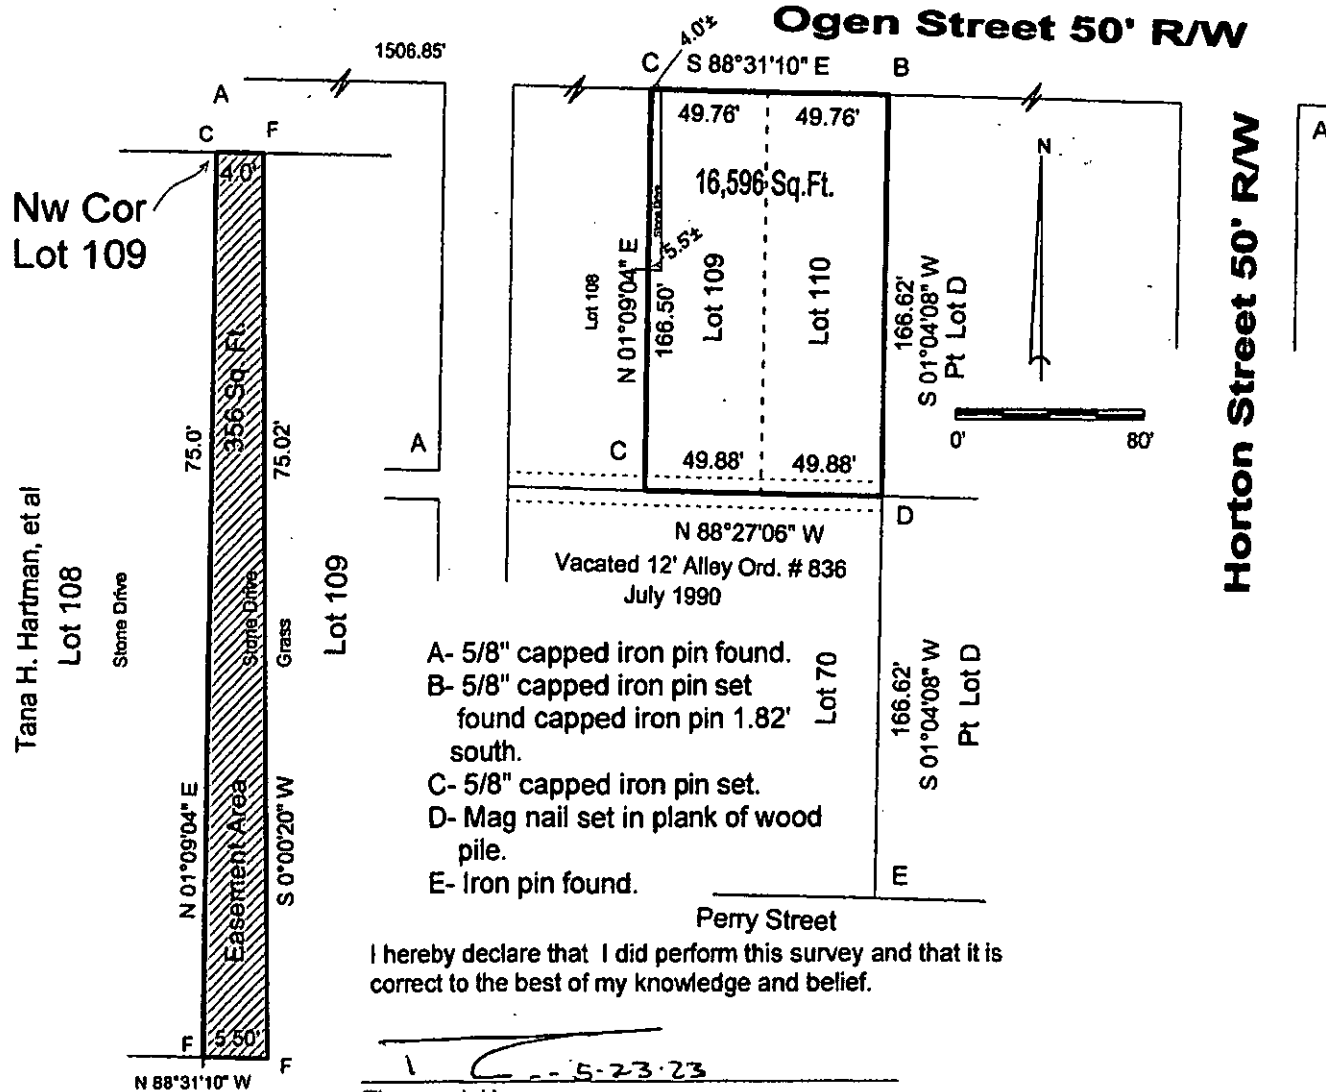 Ogen Street 50' R/W
1506.85'
4.0'±
C
S 88°31'10" E
B
A
A
C
F
49.76'
49.76'
N
Horton Street 50' R/W
4.0'
16,596 Sq.Ft.
Nw Cor
Lot 109
Stone Drive
5.5'±
Lot 108
N 01°09'04" E
166.50'
Lot 109
Lot 110
166.62'
S 01°04'08" W
Pt Lot D
356 Sq. Ft.
75.0'
75.02'
0'
80'
A
C
49.88'
49.88'
D
N 88°27'06" W
Vacated 12' Alley Ord. # 836
July 1990
Tana H. Hartman, et al
Lot 108
Stone Drive
Stone Drive
Grass
Lot 109
A- 5/8" capped iron pin found.
B- 5/8" capped iron pin set
found capped iron pin 1.82'
south.
C- 5/8" capped iron pin set.
D- Mag nail set in plank of wood
pile.
E- Iron pin found.
Lot 70
166.62'
S 01°04'08" W
Pt Lot D
N 01°09'04" E
Easement Area
S 0°00'20" W
E
Perry Street
I hereby declare that I did perform this survey and that it is
correct to the best of my knowledge and belief.
F
5.50'
F
N 88°31'10" W
5-23-23